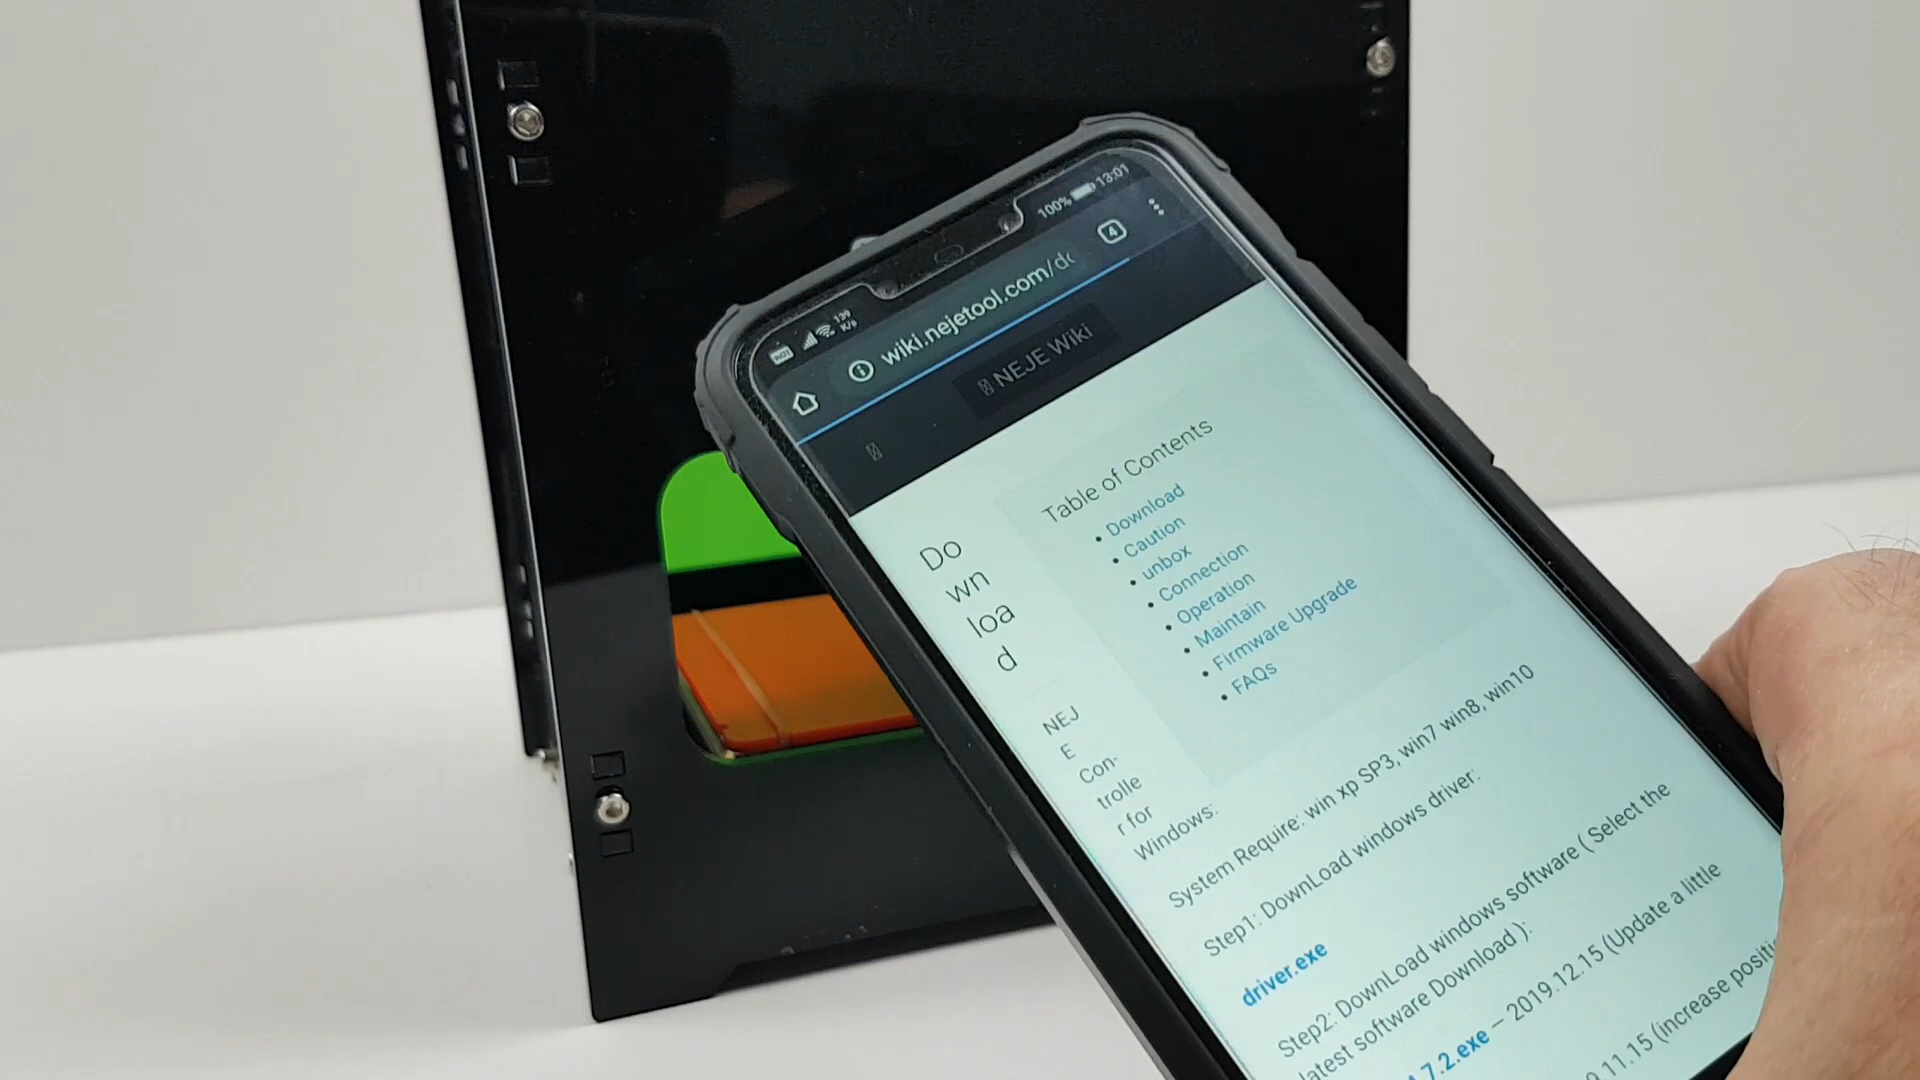 139
K/s
100%
13:01
wiki.nejetool.com/do
4
NEJE Wiki
Table of Contents
Download
Caution
unbox
Connection
Operation
Maintain
Firmware Upgrade
FAQs
Do
wn
loa
d
NEJ
E
Con-
trolle
r for
Windows:
System Require: win xp SP3, win7 win8, win10
Step1: DownLoad windows driver:
driver.exe
Step2: DownLoad windows software ( Select the
latest software Download ):
7.2.exe – 2019.12.15 (Update a little
11.15 (increase